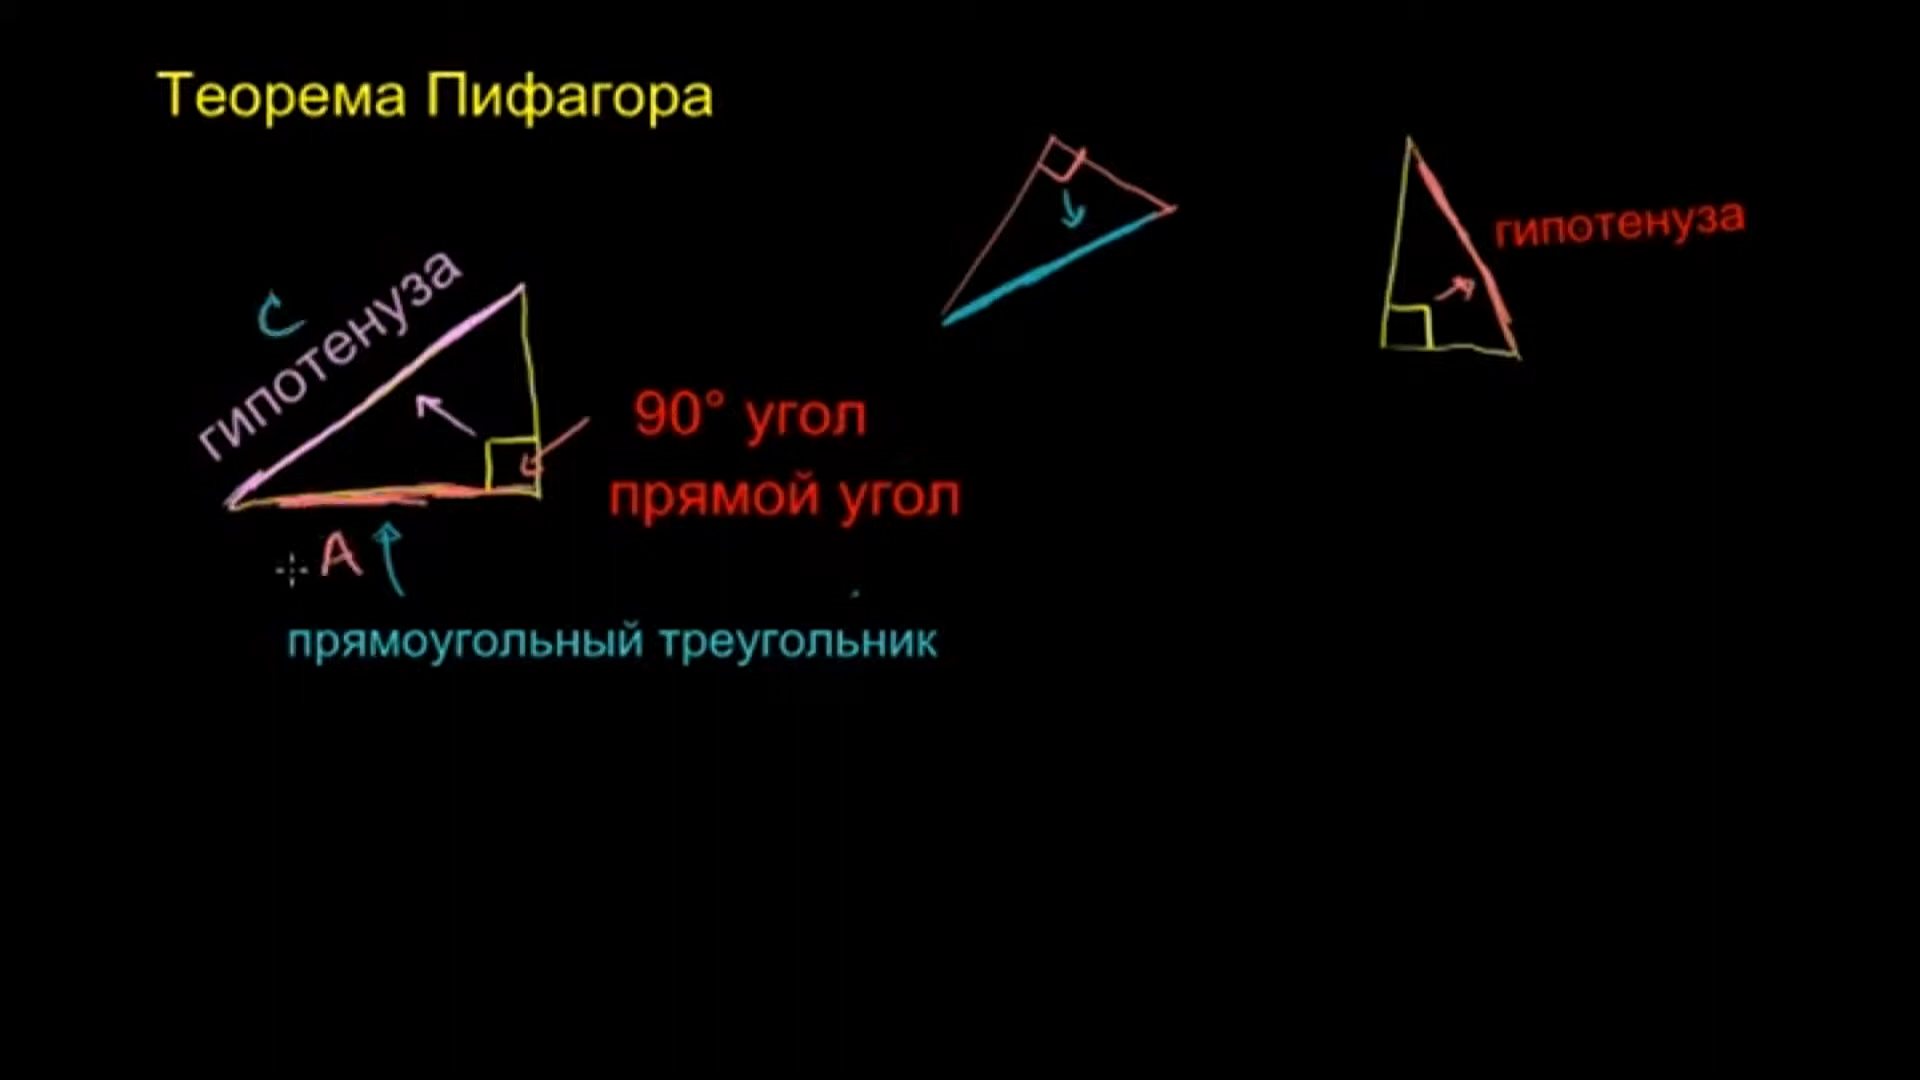 Теорема Пифагора
гипотенуза
C
гипотенуза
90° угол
прямой угол
A
прямоугольный треугольник